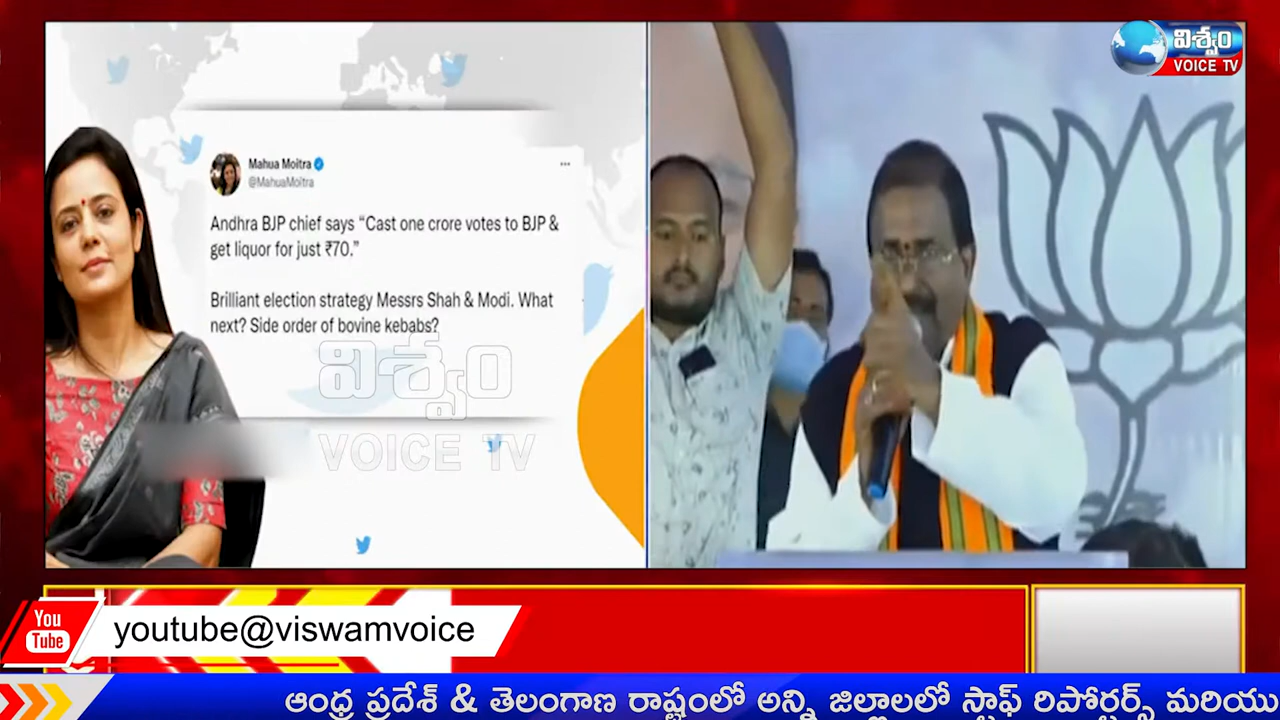 విశ్వం
VOICE TV
Mahua Moitra
@MahuaMoitra
Andhra BJP chief says “Cast one crore votes to BJP &
get liquor for just ₹70.”
Brilliant election strategy Messrs Shah & Modi. What
next? Side order of bovine kebabs?
విశ్వం
VOICE TV
You
Tube
youtube@viswamvoice
ఆంధ్ర ప్రదేశ్ & తెలంగాణ రాష్టంలో అన్ని జిల్లాలలో స్టాఫ్ రిపోర్టర్స్ మరియు